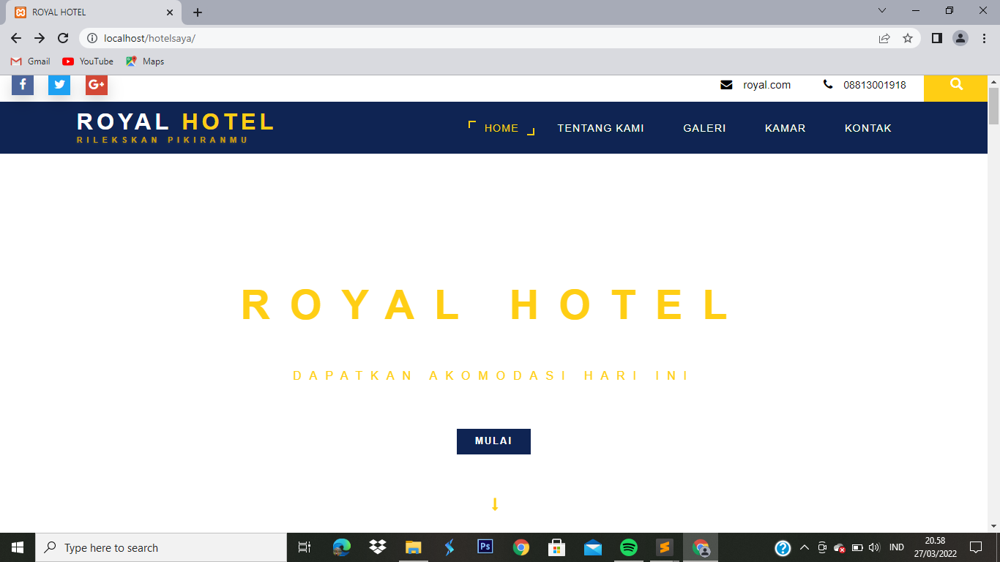 ROYAL HOTEL
localhost/hotelsaya/
Gmail YouTube Maps
f G+ royal.com 08813001918
ROYAL HOTEL
RILEKSKAN PIKIRANMU
HOME TENTANG KAMI GALERI KAMAR KONTAK
ROYAL HOTEL
DAPATKAN AKOMODASI HARI INI
MULAI
Type here to search
Ps
IND
20.58
27/03/2022